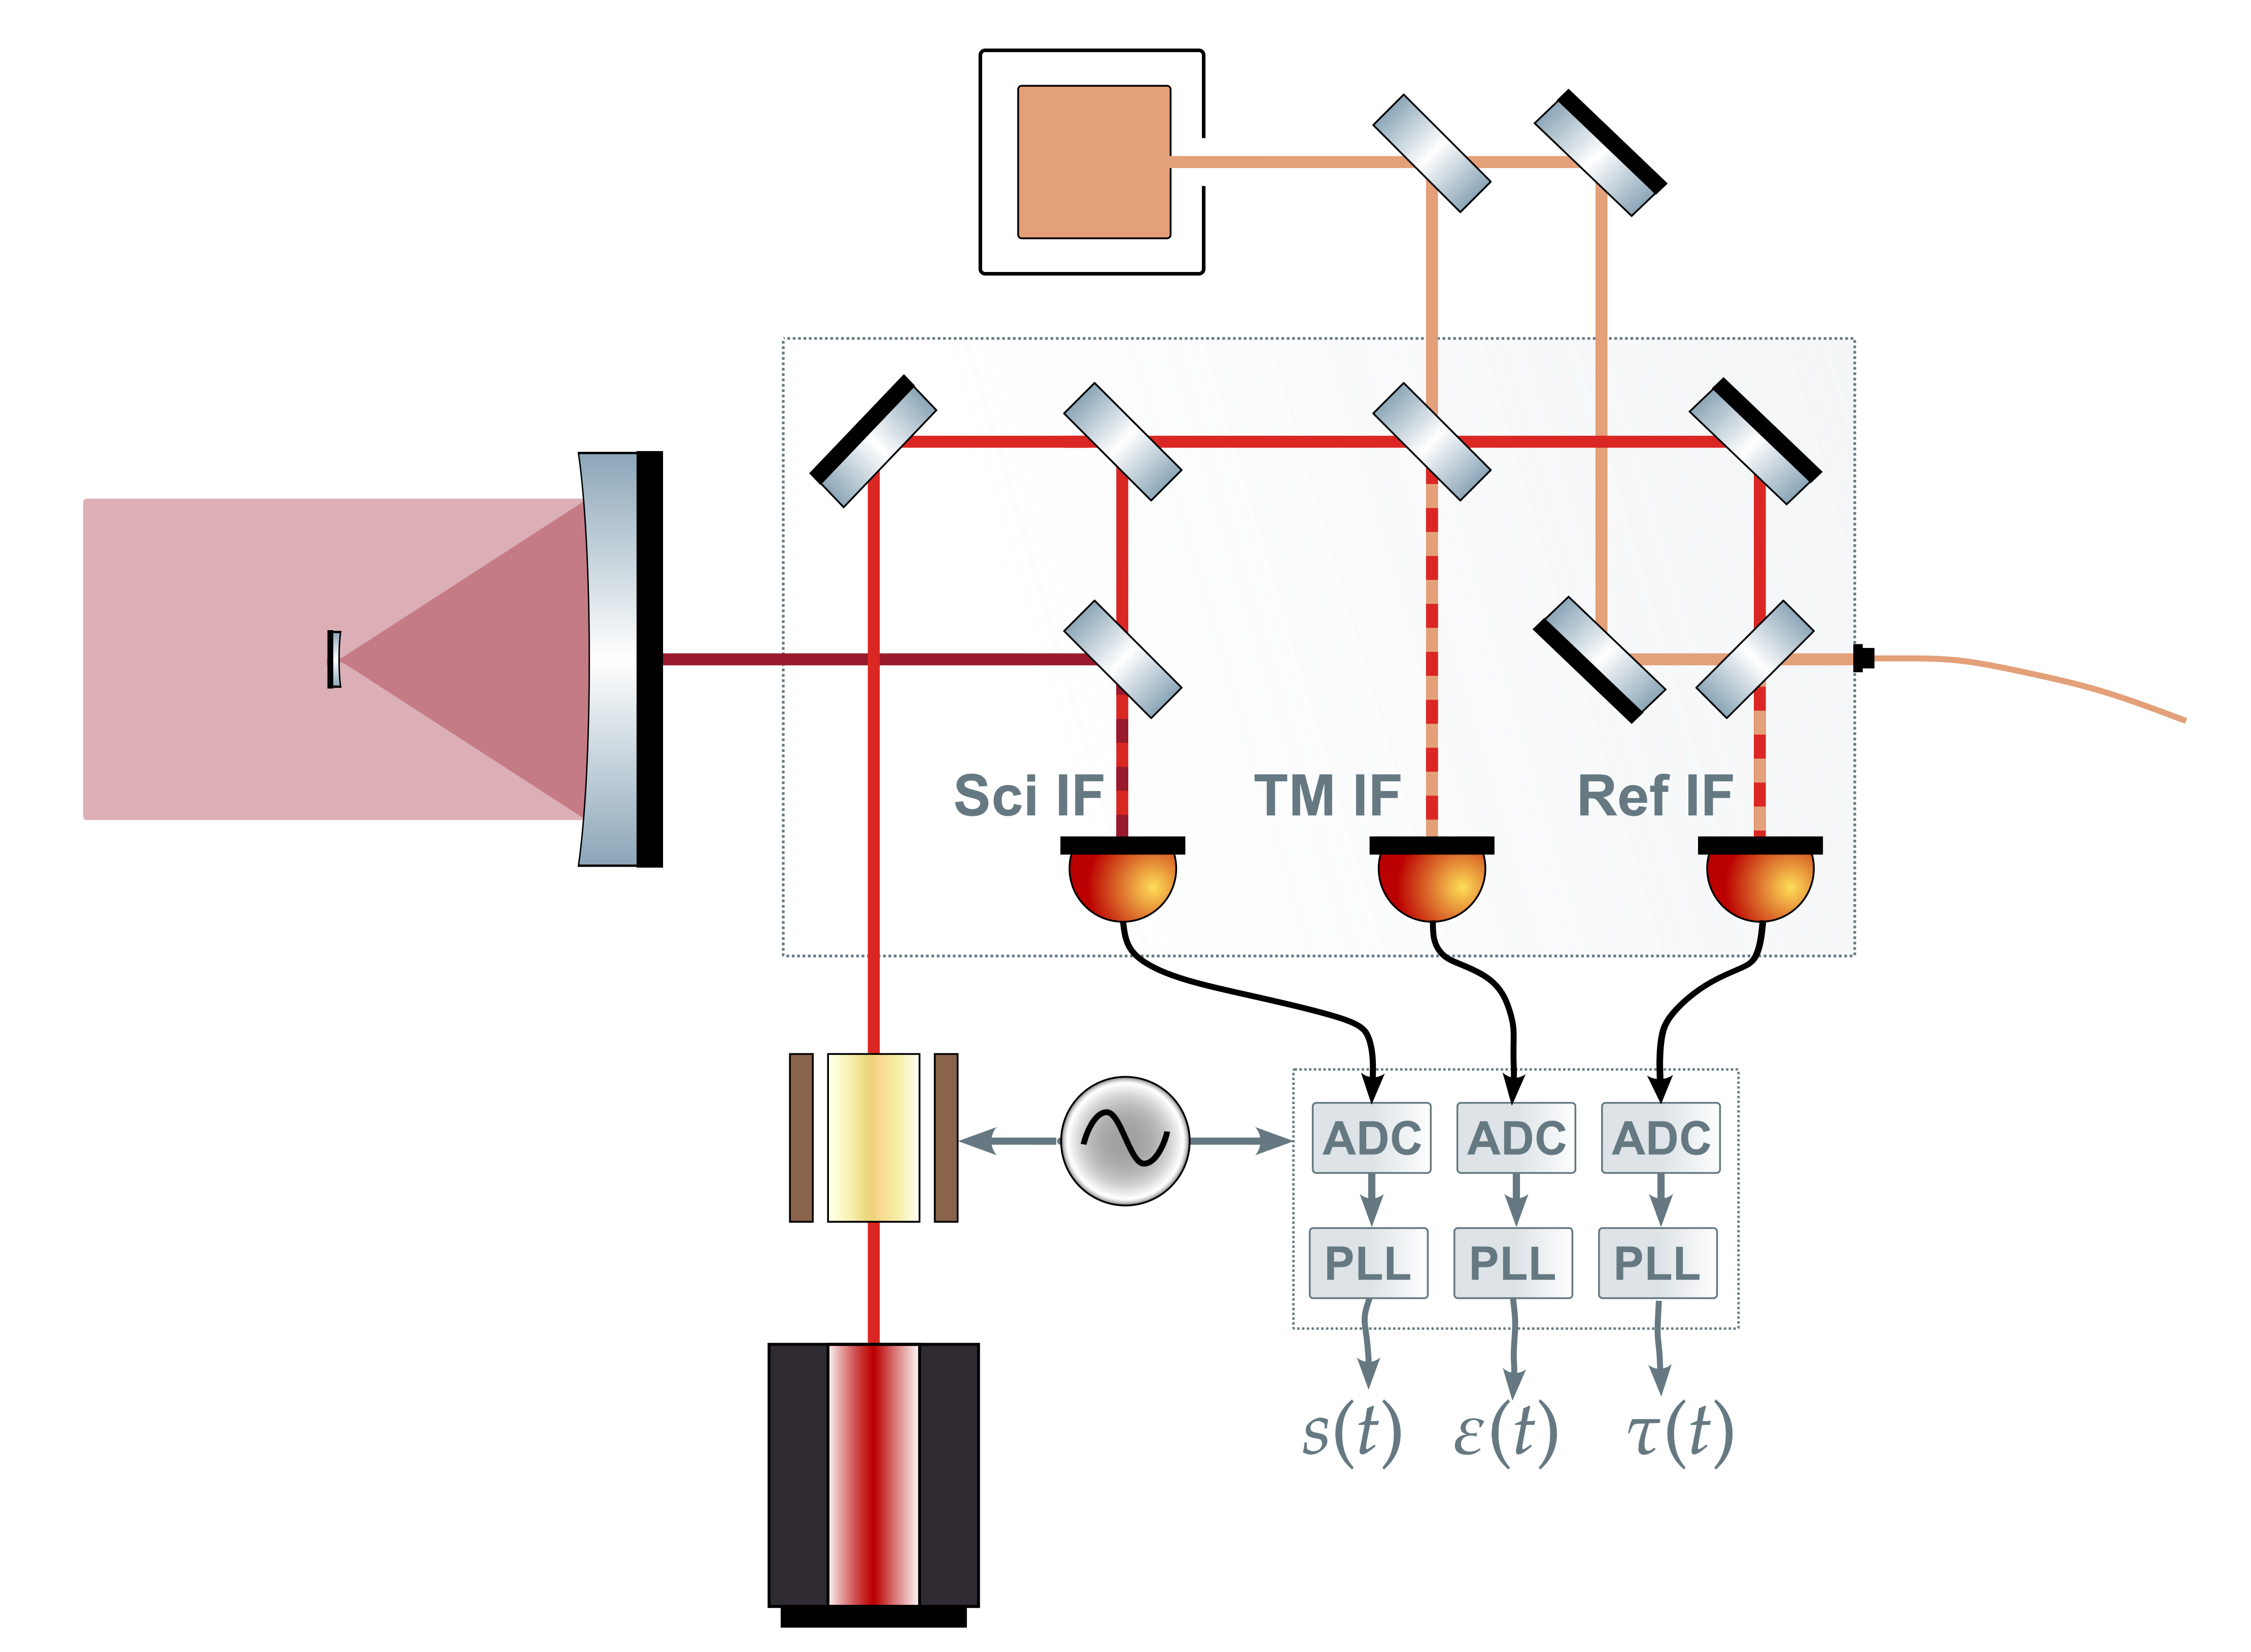 Sci IF
TM IF
Ref IF
ADC
ADC
ADC
PLL
PLL
PLL
s(t)
ε(t)
τ(t)